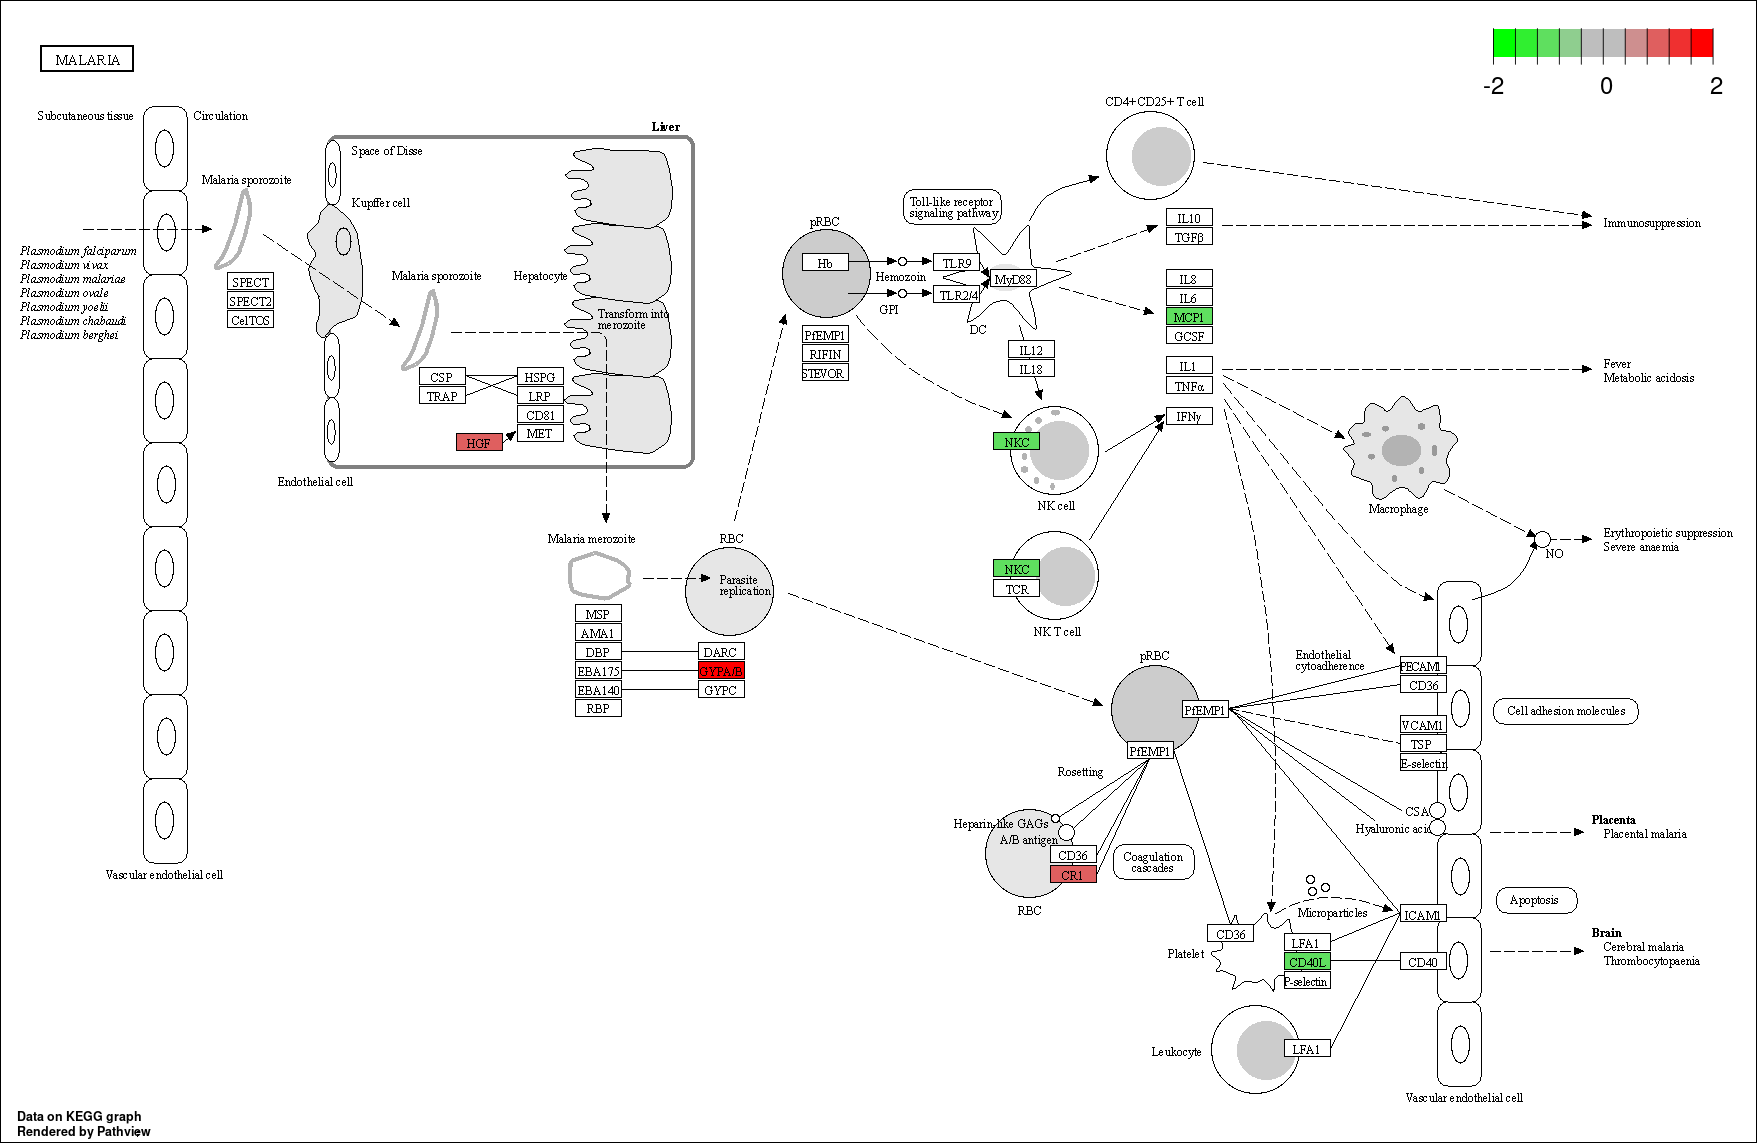 MALARIA
-2 0 2
Subcutaneous tissue
Circulation
Malaria sporozoite
Plasmodium falciparum
Plasmodium vivax
Plasmodium malariae
Plasmodium ovale
Plasmodium yoelii
Plasmodium chabaudi
Plasmodium berghei
SPECT
SPECT2
CelTOS
Vascular endothelial cell
Liver
Space of Disse
Kupffer cell
Malaria sporozoite
Hepatocyte
Transform into
merozoite
CSP
TRAP
HSPG
LRP
CD81
MET
HGF
Endothelial cell
Malaria merozoite
MSP
AMA1
DBP
EBA175
EBA140
RBP
RBC
Parasite
replication
DARC
GYPA/B
GYPC
pRBC
Hb
PfEMP1
RIFIN
STEVOR
Hemozoin
GPI
Toll-like receptor
signaling pathway
TLR9
TLR2/4
MyD88
DC
IL12
IL18
CD4+CD25+ T cell
IL10
TGFβ
IL8
IL6
MCP1
GCSF
IL1
TNFα
IFNγ
NKC
NK cell
NKC
TCR
NK T cell
Immunosuppression
Fever
Metabolic acidosis
Macrophage
NO
Erythropoietic suppression
Severe anaemia
pRBC
PfEMP1
PfEMP1
Rosetting
Heparin-like GAGs
A/B antigen
CD36
CR1
RBC
Coagulation
cascades
Endothelial
cytoadherence
PECAM1
CD36
VCAM1
TSP
E-selectin
CSA
Hyaluronic acid
Cell adhesion molecules
Placenta
Placental malaria
Apoptosis
Brain
Cerebral malaria
Thrombocytopaenia
Microparticles
ICAM1
CD40
CD36
Platelet
LFA1
CD40L
P-selectin
Leukocyte
LFA1
Vascular endothelial cell
Data on KEGG graph
Rendered by Pathview